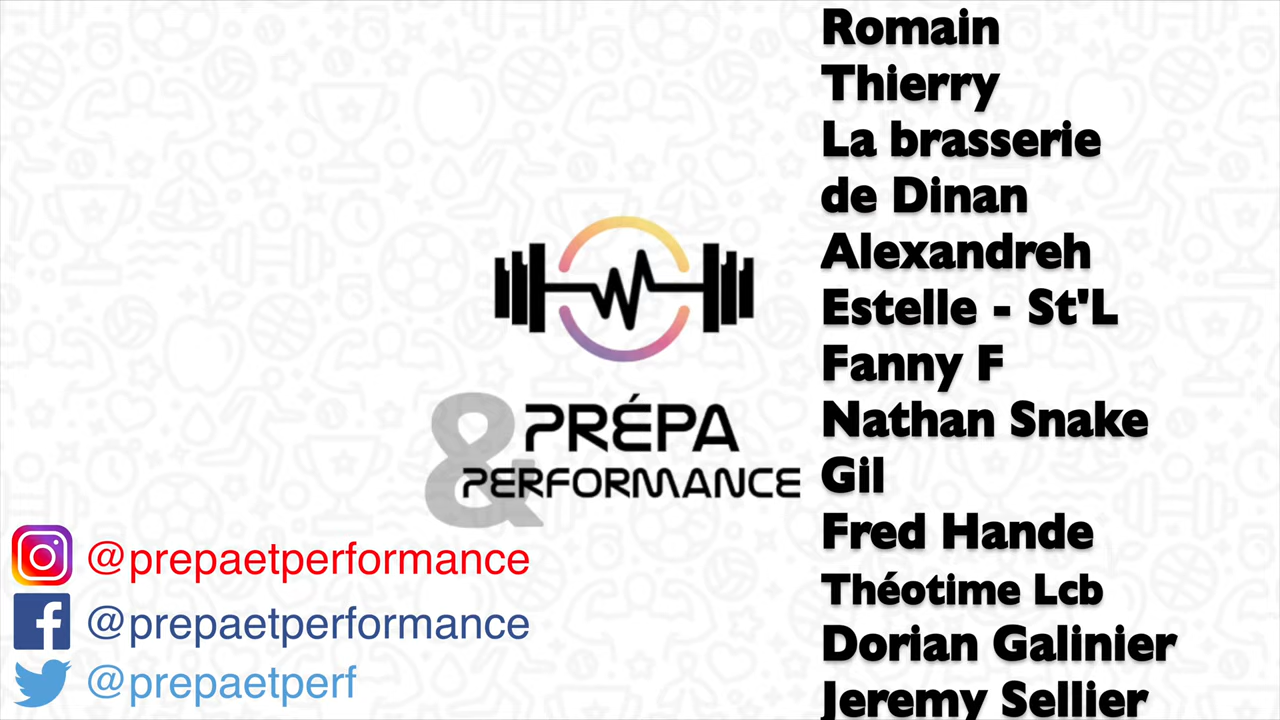 Romain
Thierry
La brasserie
de Dinan
Alexandreh
Estelle - St'L
Fanny F
Nathan Snake
Gil
Fred Hande
Théotime Lcb
Dorian Galinier
Jeremy Sellier
& PRÉPA
PERFORMANCE
@prepaetperformance
@prepaetperformance
@prepaetperf